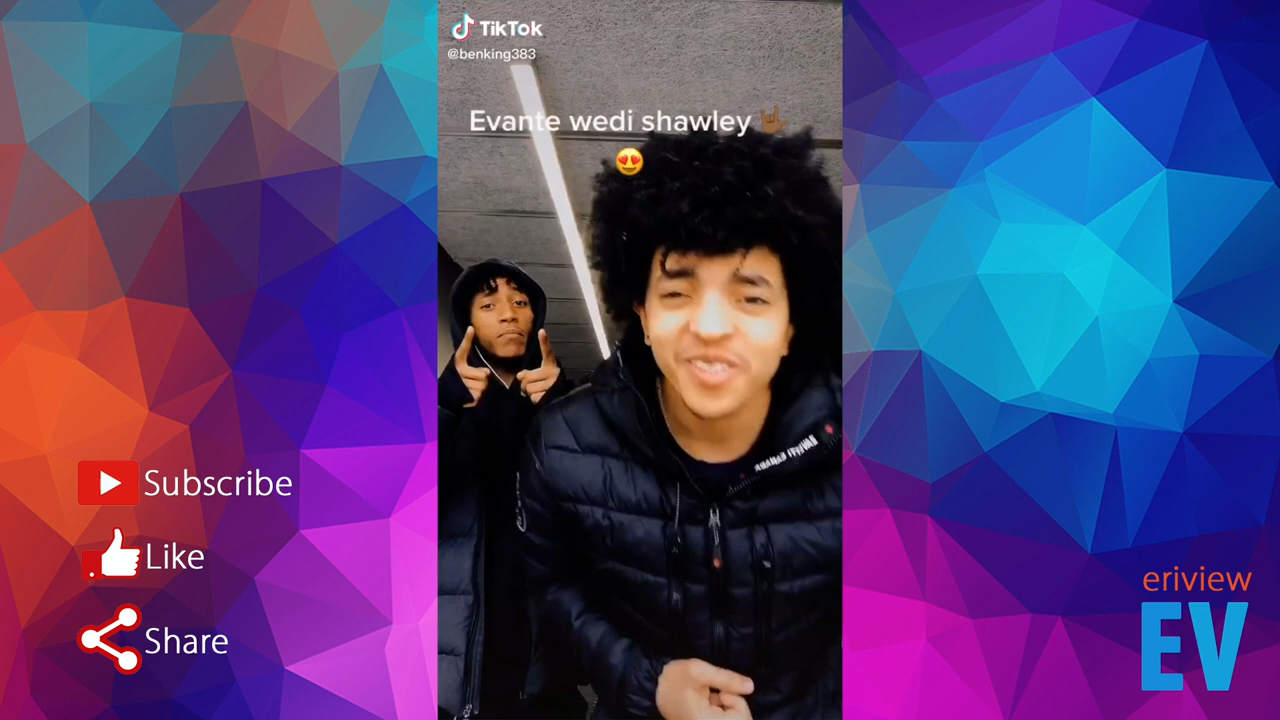 TikTok
@benking383
Evante wedi shawley 🤟🏾
😍
Subscribe
Like
Share
eriview
EV